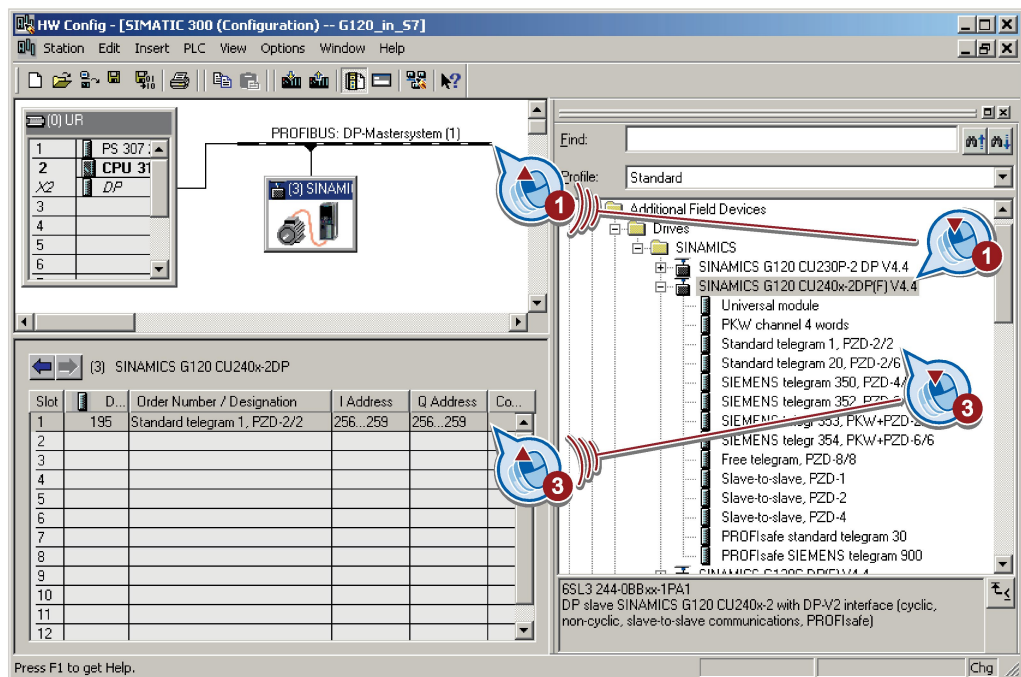 HW Config - [SIMATIC 300 (Configuration) -- G120_in_S7]
Station Edit Insert PLC View Options Window Help
(0) UR
1 PS 307
2 CPU 31
X2 DP
3
4
5
6
PROFIBUS: DP-Mastersystem (1)
(3) SINAMI
1
Find:
Profile: Standard
Additional Field Devices
Drives
SINAMICS
SINAMICS G120 CU230P-2 DP V4.4
SINAMICS G120 CU240x-2DP(F) V4.4
1
Universal module
PKW channel 4 words
Standard telegram 1, PZD-2/2
Standard telegram 20, PZD-2/6
SIEMENS telegram 350, PZD-4/
SIEMENS telegram 352, PZD-
SIEMENS telegr 353, PKW+PZD-
SIEMENS telegr 354, PKW+PZD-6/6
Free telegram, PZD-8/8
Slave-to-slave, PZD-1
Slave-to-slave, PZD-2
Slave-to-slave, PZD-4
PROFIsafe standard telegram 30
PROFIsafe SIEMENS telegram 900
3
6SL3 244-0BBxx-1PA1
DP slave SINAMICS G120 CU240x-2 with DP-V2 interface (cyclic,
non-cyclic, slave-to-slave communications, PROFIsafe)
(3) SINAMICS G120 CU240x-2DP
Slot D... Order Number / Designation I Address Q Address Co...
1 195 Standard telegram 1, PZD-2/2 256...259 256...259
2
3
4
5
6
7
8
9
10
11
12
3
Press F1 to get Help.
Chg